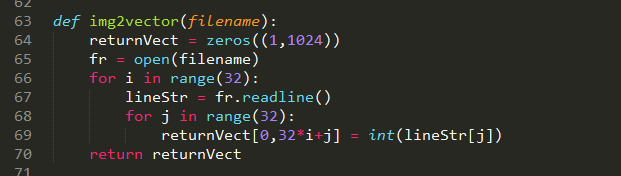 62
63 def img2vector(filename):
64     returnVect = zeros((1,1024))
65     fr = open(filename)
66     for i in range(32):
67         lineStr = fr.readline()
68         for j in range(32):
69             returnVect[0,32*i+j] = int(lineStr[j])
70     return returnVect
71